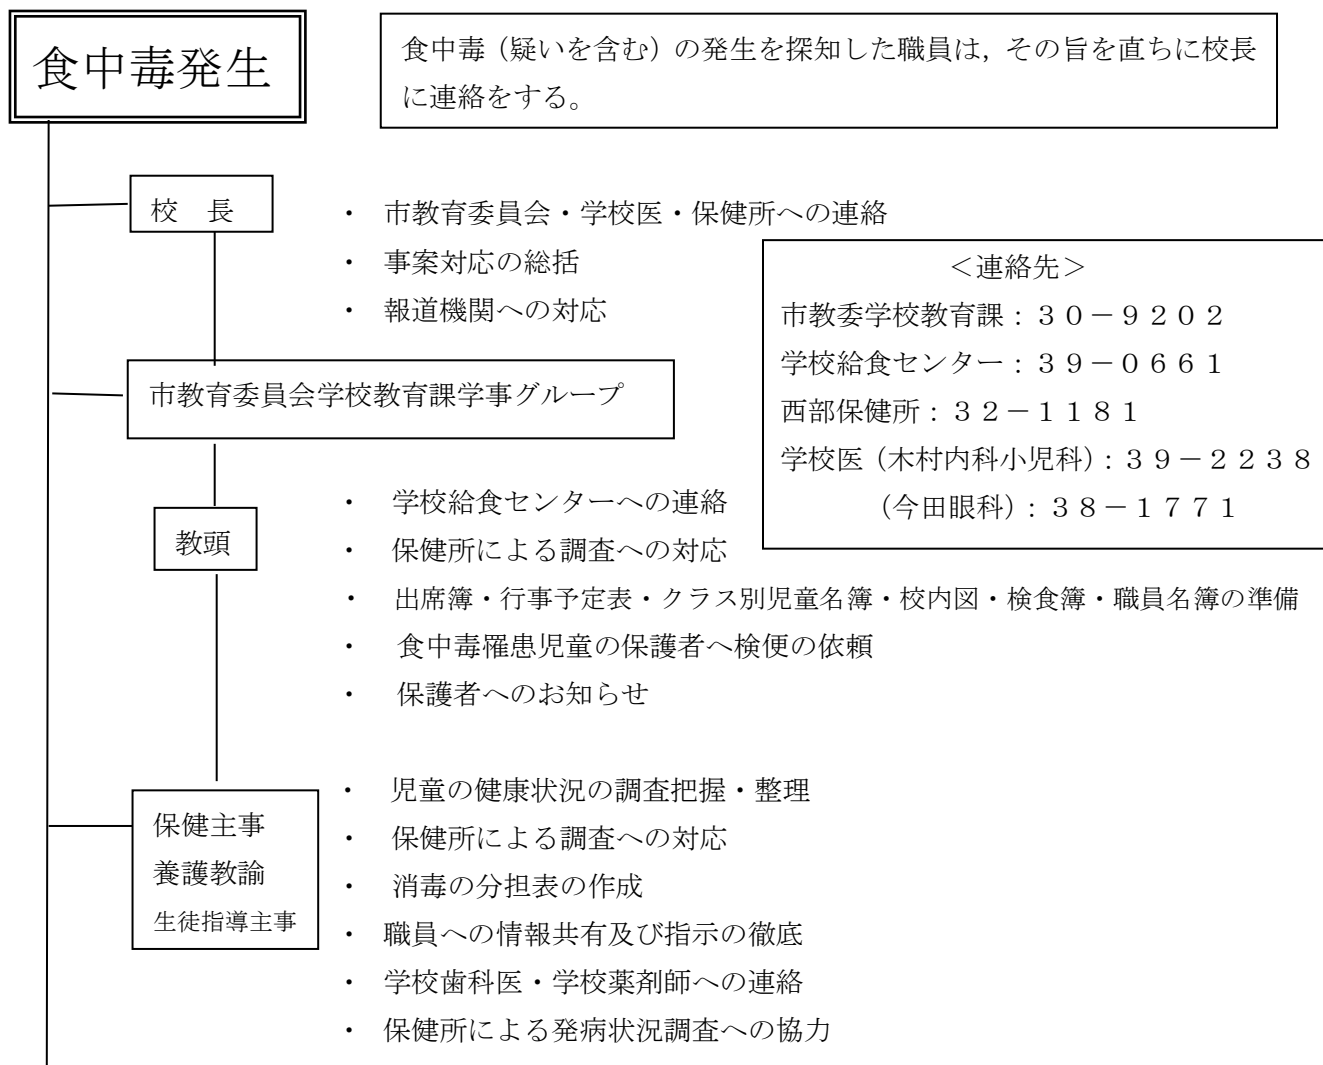 食中毒発生
食中毒（疑いを含む）の発生を探知した職員は，その旨を直ちに校長
に連絡をする。
校　長
・　市教育委員会・学校医・保健所への連絡
・　事案対応の総括
・　報道機関への対応
＜連絡先＞
市教委学校教育課：３０－９２０２
学校給食センター：３９－０６６１
西部保健所：３２－１１８１
学校医（木村内科小児科）：３９－２２３８
（今田眼科）：３８－１７７１
市教育委員会学校教育課学事グループ
教頭
・　学校給食センターへの連絡
・　保健所による調査への対応
・　出席簿・行事予定表・クラス別児童名簿・校内図・検食簿・職員名簿の準備
・　食中毒罹患児童の保護者へ検便の依頼
・　保護者へのお知らせ
保健主事
養護教諭
生徒指導主事
・　児童の健康状況の調査把握・整理
・　保健所による調査への対応
・　消毒の分担表の作成
・　職員への情報共有及び指示の徹底
・　学校歯科医・学校薬剤師への連絡
・　保健所による発病状況調査への協力